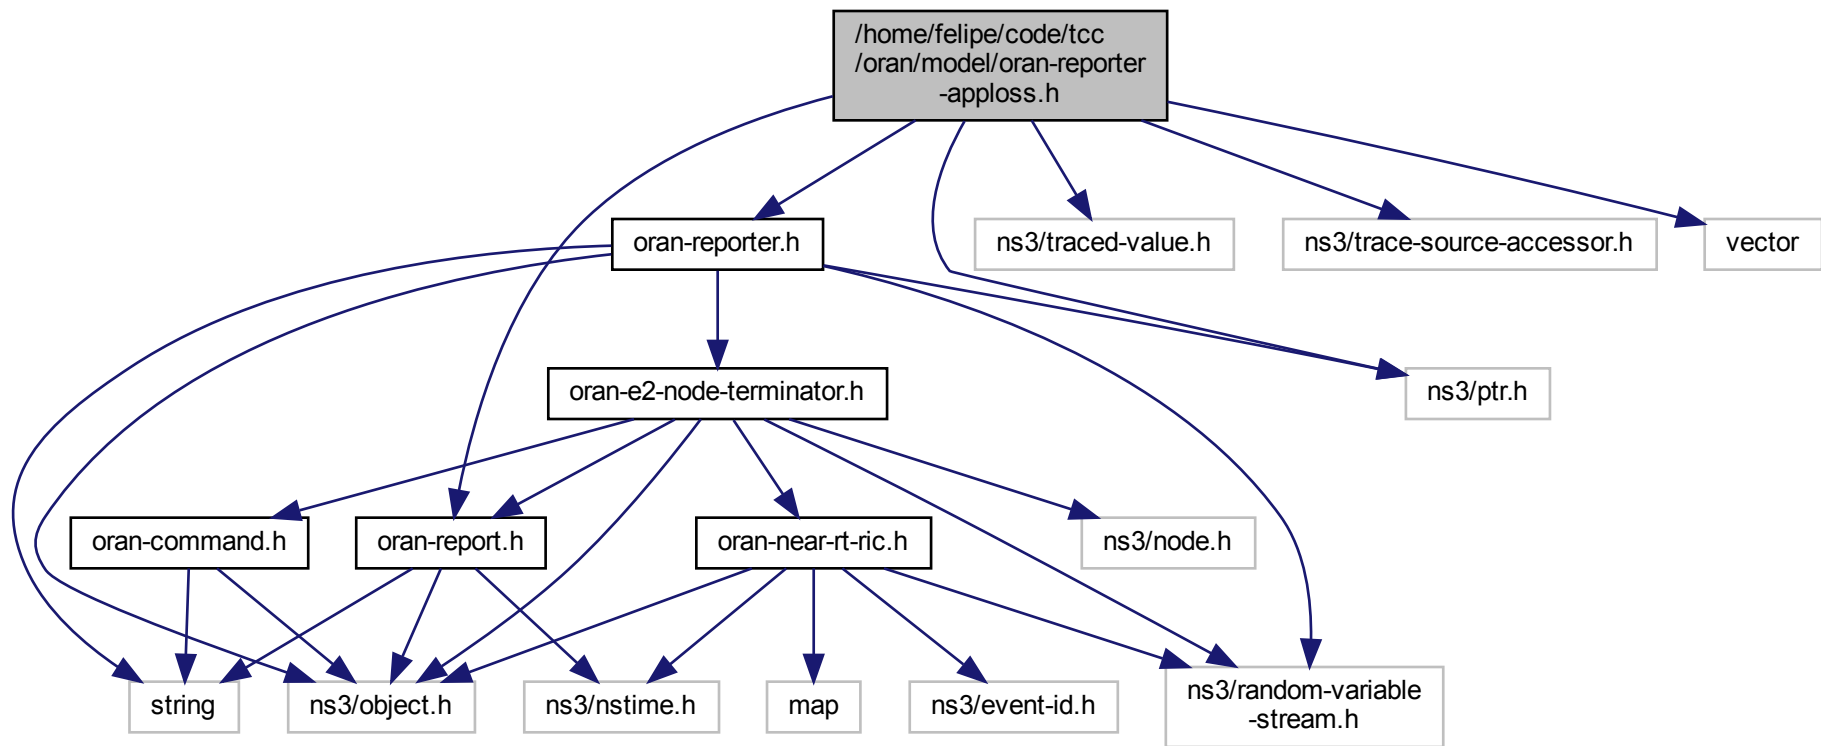 /home/felipe/code/tcc
/oran/model/oran-reporter
-apploss.h
oran-reporter.h
ns3/traced-value.h
ns3/trace-source-accessor.h
vector
oran-e2-node-terminator.h
ns3/ptr.h
oran-command.h
oran-report.h
oran-near-rt-ric.h
ns3/node.h
string
ns3/object.h
ns3/nstime.h
map
ns3/event-id.h
ns3/random-variable
-stream.h